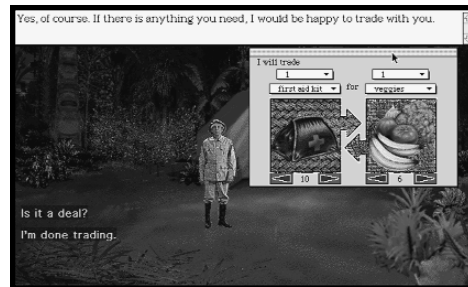 Yes, of course. If there is anything you need, I would be happy to trade with you.
I will trade
1 1
first aid kit for veggies
10 6
Is it a deal?
I'm done trading.